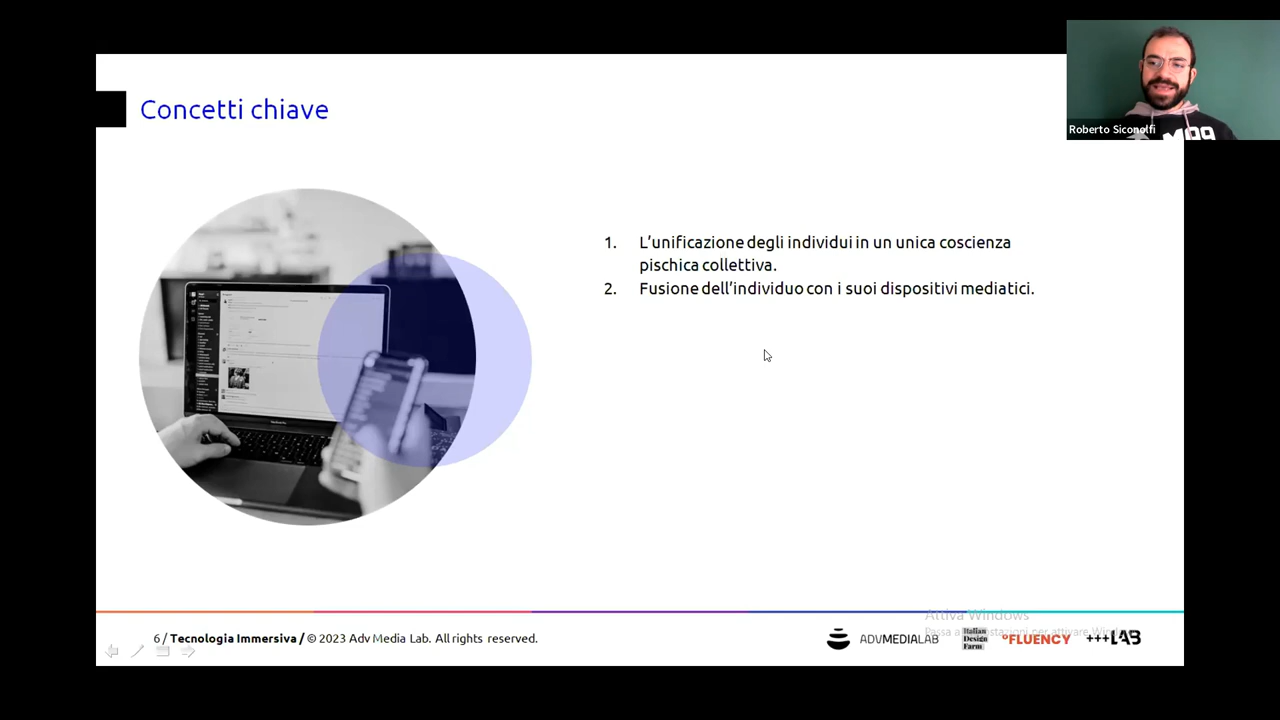 Concetti chiave
Roberto Siconolfi
1. L’unificazione degli individui in un unica coscienza
pischica collettiva.
2. Fusione dell’individuo con i suoi dispositivi mediatici.
Attiva Windows
6 / Tecnologia Immersiva / © 2023 Adv Media Lab. All rights reserved.
ADVMEDIALAB
Italian
Design
Farm
FLUENCY
+++LAB